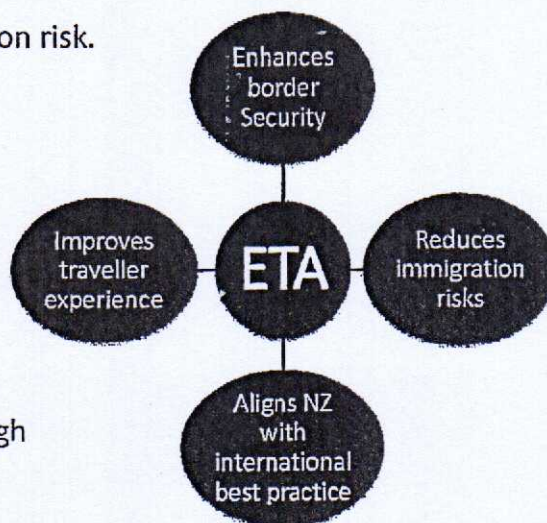 on risk.
Enhances
border
Security
Improves
traveller
experience
ETA
Reduces
immigration
risks
Aligns NZ
with
international
best practice
gh